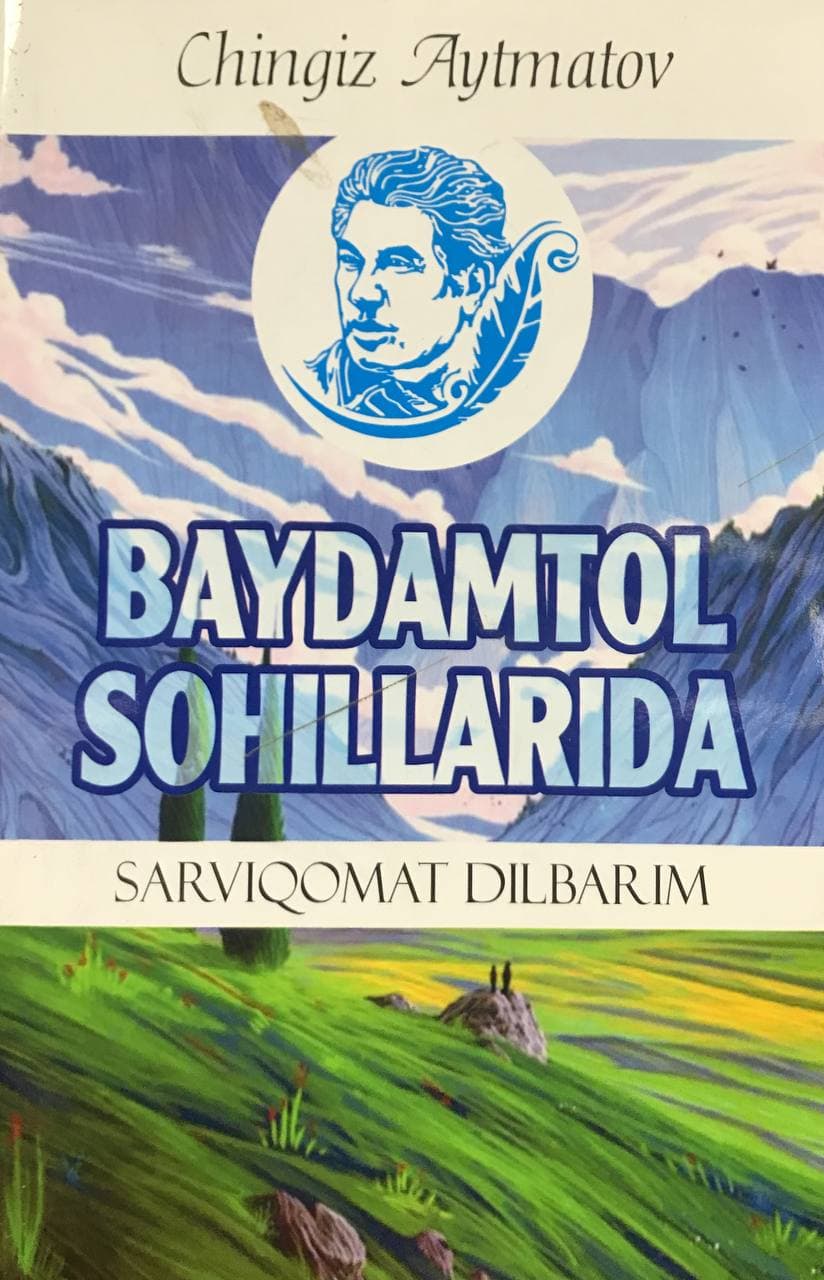 Chingiz Aytmatov
BAYDAMTOL
SOHILLARIDA
SARVIQOMAT DILBARIM